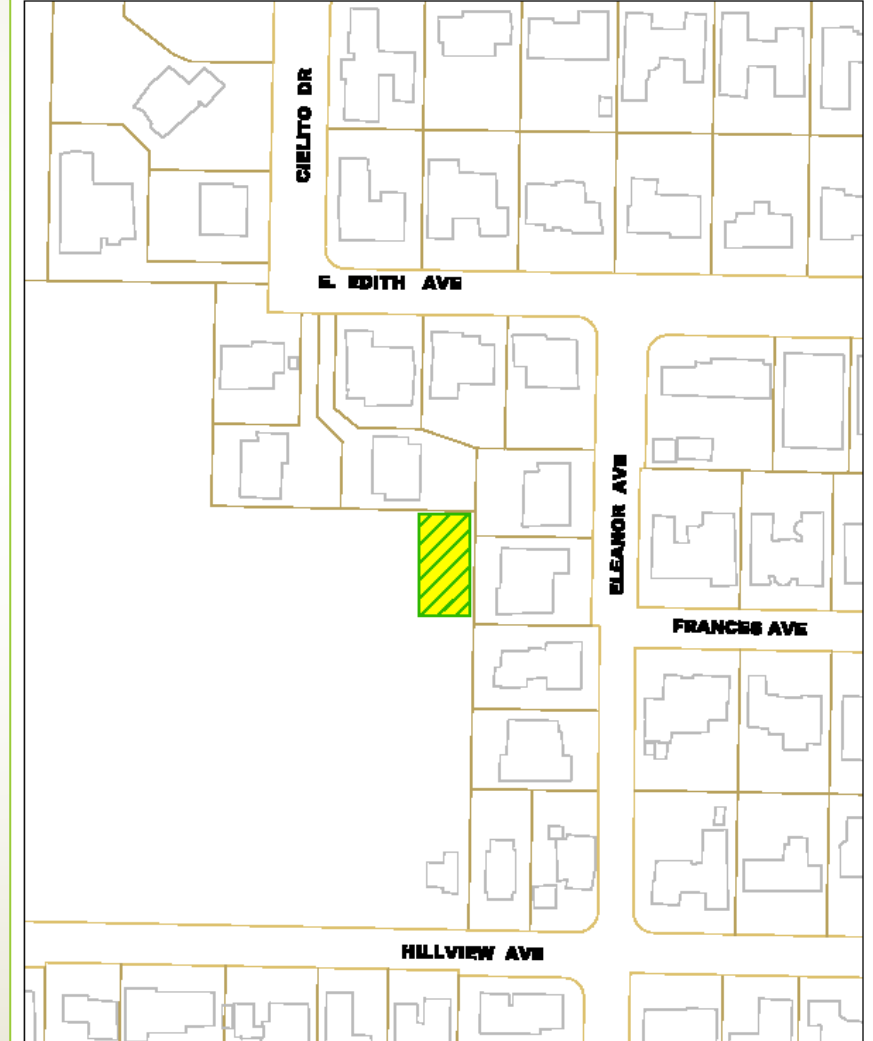 CIELITO DR
E. EDITH AVE
ELEANOR AVE
FRANCES AVE
HILLVIEW AVE